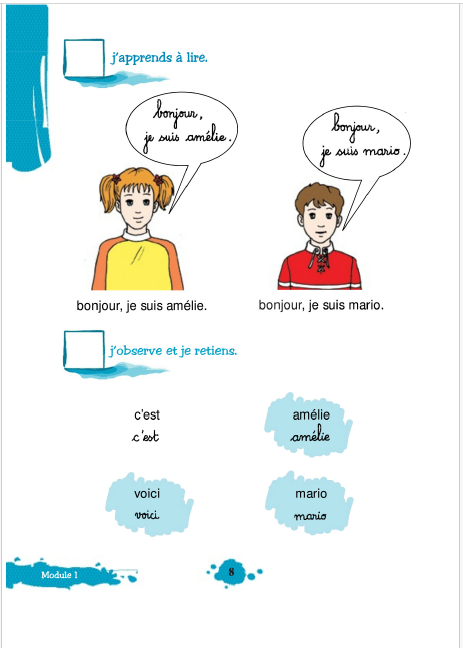 j'apprends à lire.
bonjour,
je suis amélie.
bonjour,
je suis mario.
bonjour, je suis amélie.
bonjour, je suis mario.
j'observe et je retiens.
c'est
c'est
amélie
amélie
voici
voici
mario
mario
Module 1
8